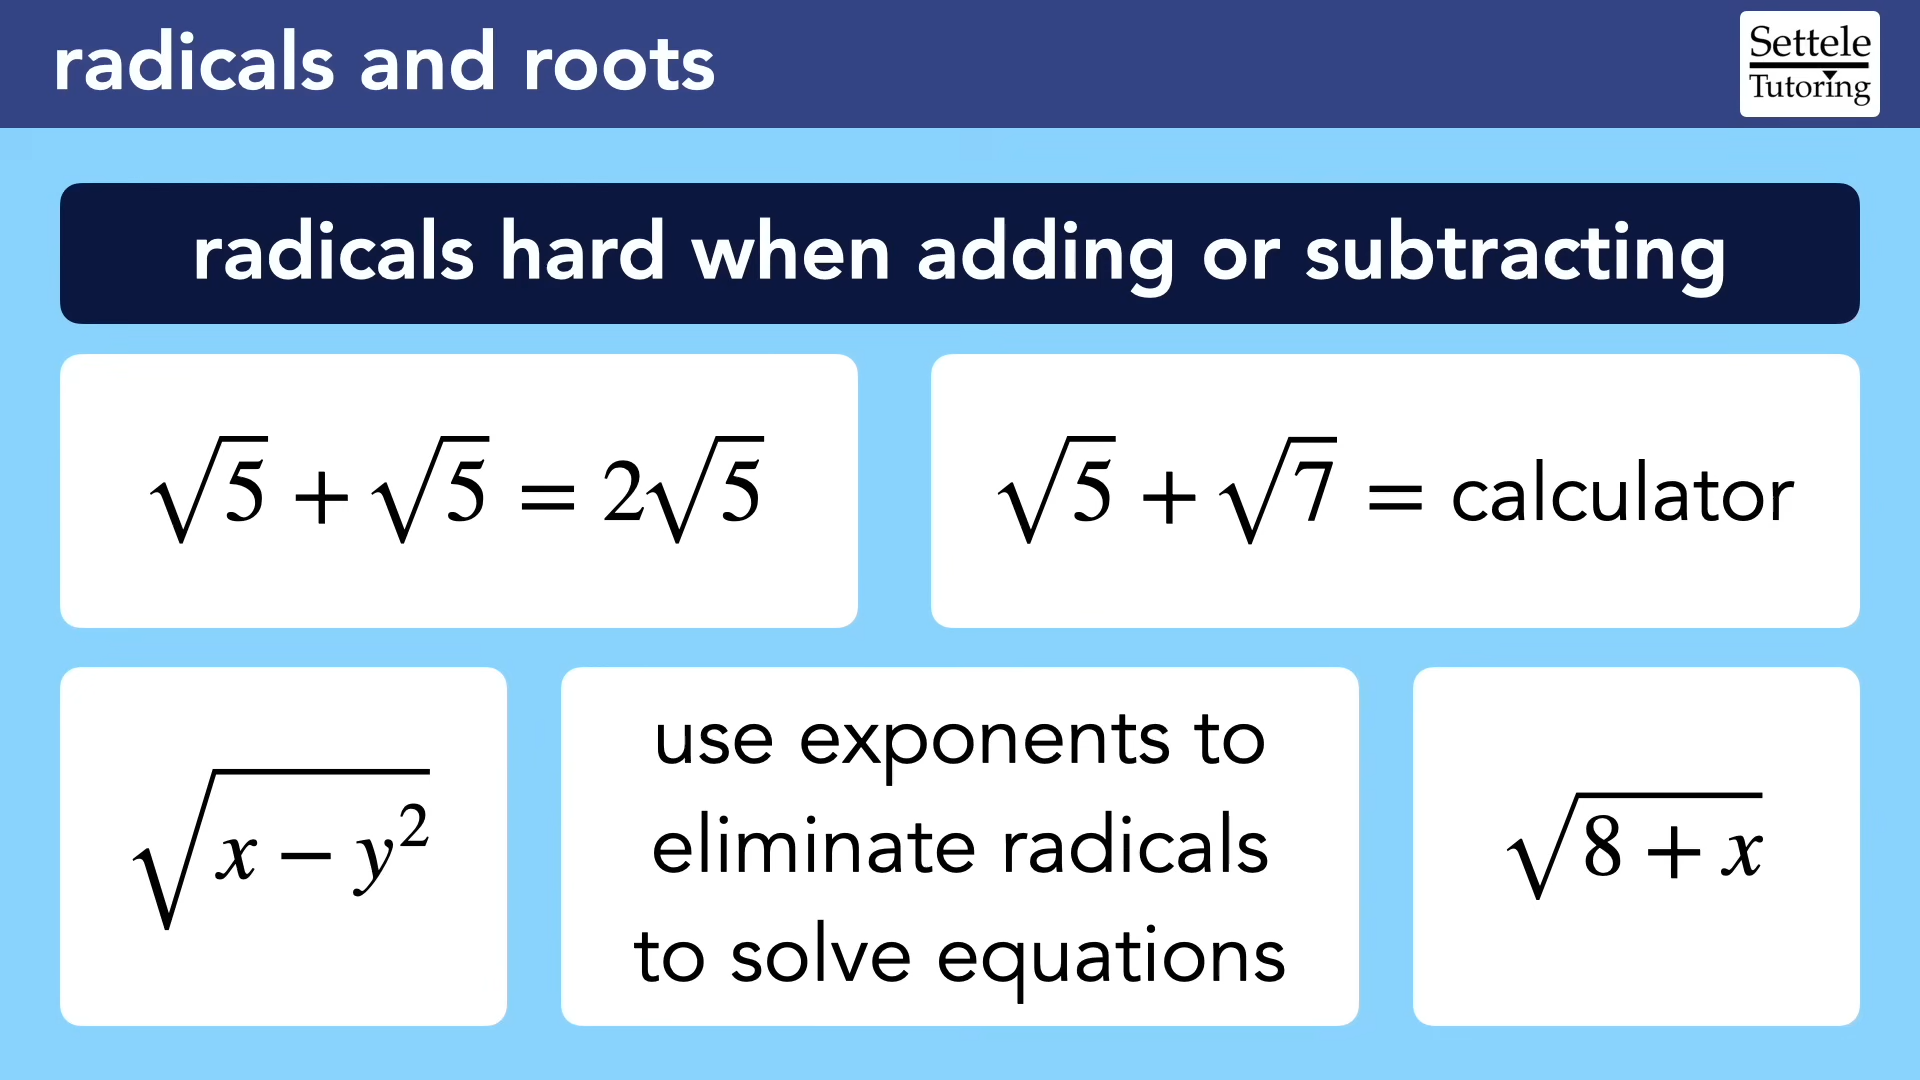 radicals and roots
Settele
Tutoring
radicals hard when adding or subtracting
√5 + √5 = 2√5
√5 + √7 = calculator
√(x − y²)
use exponents to
eliminate radicals
to solve equations
√(8 + x)